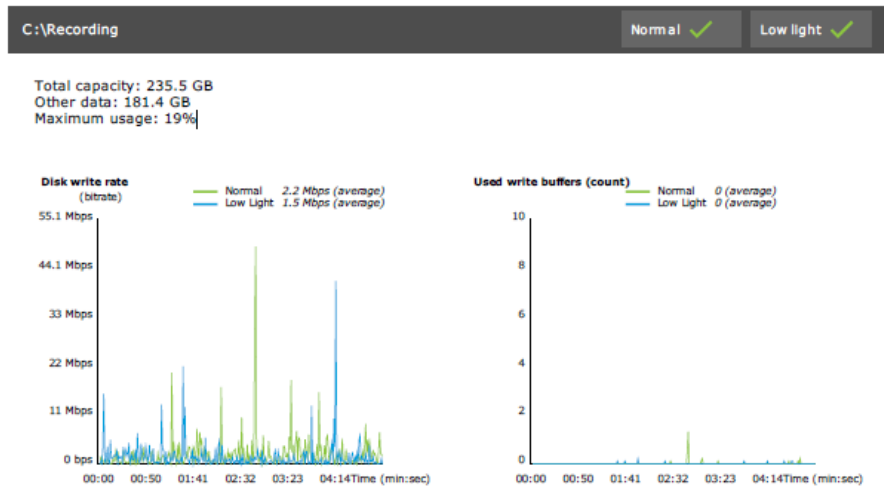 C:\Recording
Normal
Low light
Total capacity: 235.5 GB
Other data: 181.4 GB
Maximum usage: 19%
Disk write rate
(bitrate)
Normal 2.2 Mbps (average)
Low Light 1.5 Mbps (average)
55.1 Mbps
44.1 Mbps
33 Mbps
22 Mbps
11 Mbps
0 bps
00:00 00:50 01:41 02:32 03:23 04:14Time (min:sec)
Used write buffers (count)
Normal 0 (average)
Low Light 0 (average)
10
8
6
4
2
0
00:00 00:50 01:41 02:32 03:23 04:14Time (min:sec)